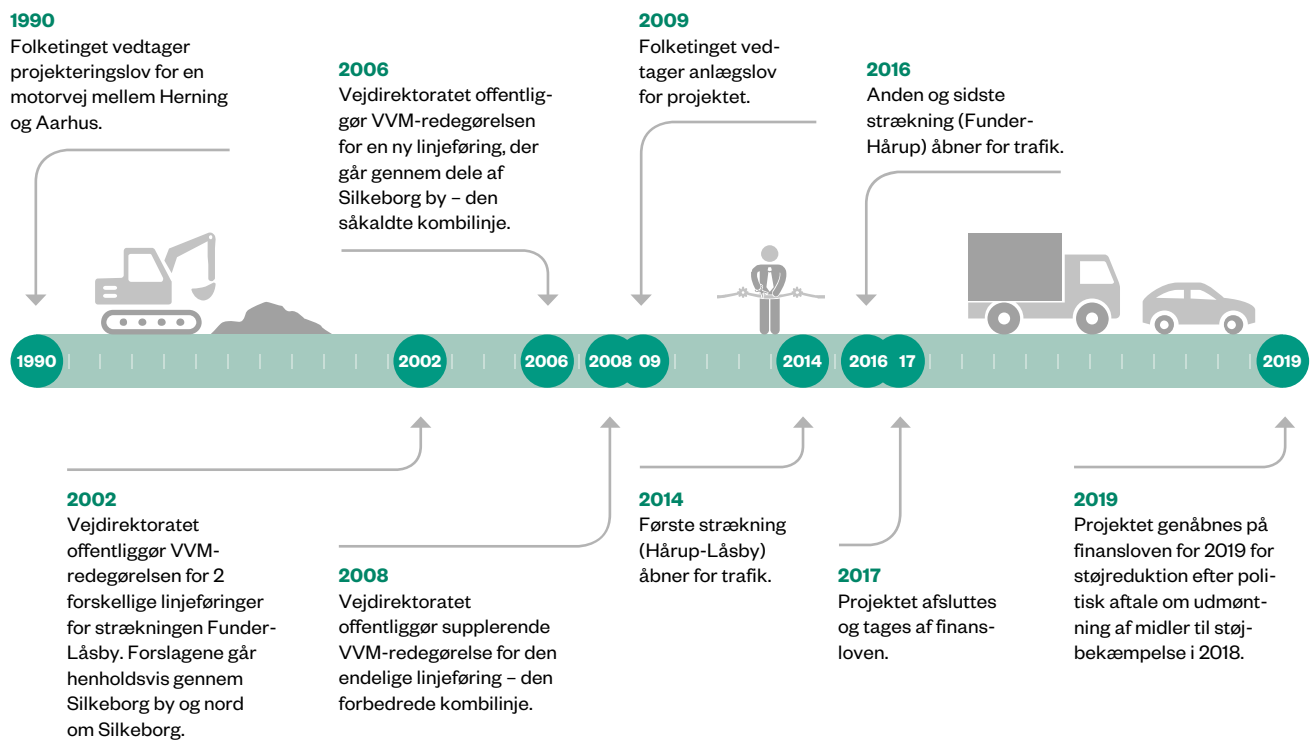 1990
Folketinget vedtager
projekteringslov for en
motorvej mellem Herning
og Aarhus.
2006
Vejdirektoratet offentlig-
gør VVM-redegørelsen
for en ny linjeføring, der
går gennem dele af
Silkeborg by – den
såkaldte kombilinje.
2009
Folketinget ved-
tager anlægslov
for projektet.
2016
Anden og sidste
strækning (Funder-
Hårup) åbner for trafik.
1990 2002 2006 2008 09 2014 2016 17 2019
2002
Vejdirektoratet
offentliggør VVM-
redegørelsen for 2
forskellige linjeføringer
for strækningen Funder-
Låsby. Forslagene går
henholdsvis gennem
Silkeborg by og nord
om Silkeborg.
2008
Vejdirektoratet
offentliggør supplerende
VVM-redegørelse for den
endelige linjeføring – den
forbedrede kombilinje.
2014
Første strækning
(Hårup-Låsby)
åbner for trafik.
2017
Projektet afsluttes
og tages af finans-
loven.
2019
Projektet genåbnes på
finansloven for 2019 for
støjreduktion efter poli-
tisk aftale om udmønt-
ning af midler til støj-
bekæmpelse i 2018.